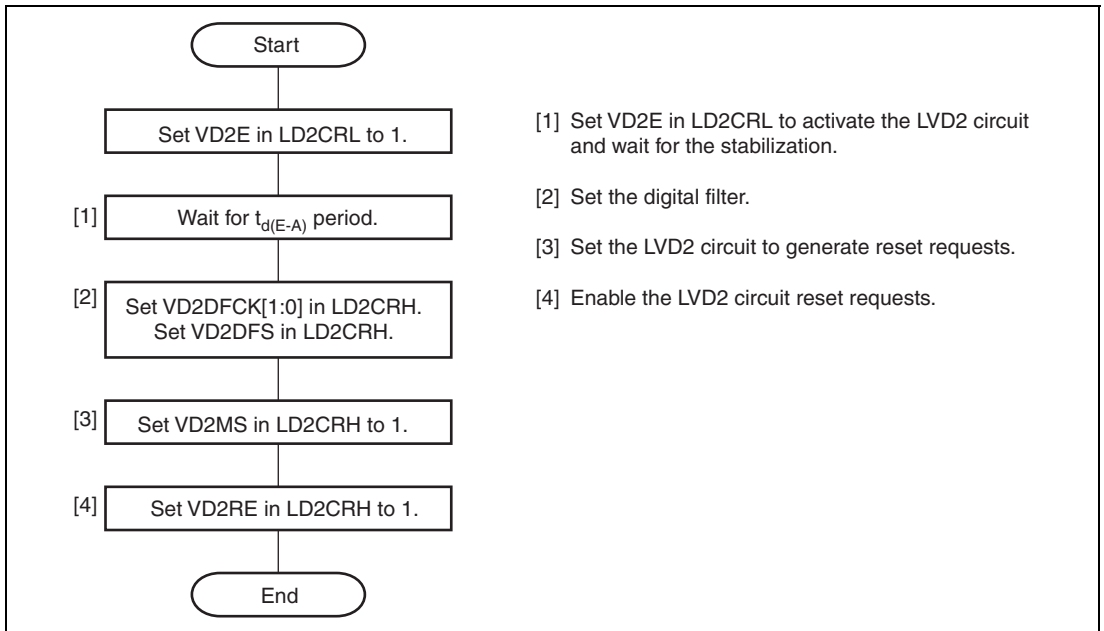 Start
Set VD2E in LD2CRL to 1.
[1] Wait for td(E-A) period.
[2] Set VD2DFCK[1:0] in LD2CRH.
Set VD2DFS in LD2CRH.
[3] Set VD2MS in LD2CRH to 1.
[4] Set VD2RE in LD2CRH to 1.
End
[1] Set VD2E in LD2CRL to activate the LVD2 circuit
and wait for the stabilization.
[2] Set the digital filter.
[3] Set the LVD2 circuit to generate reset requests.
[4] Enable the LVD2 circuit reset requests.